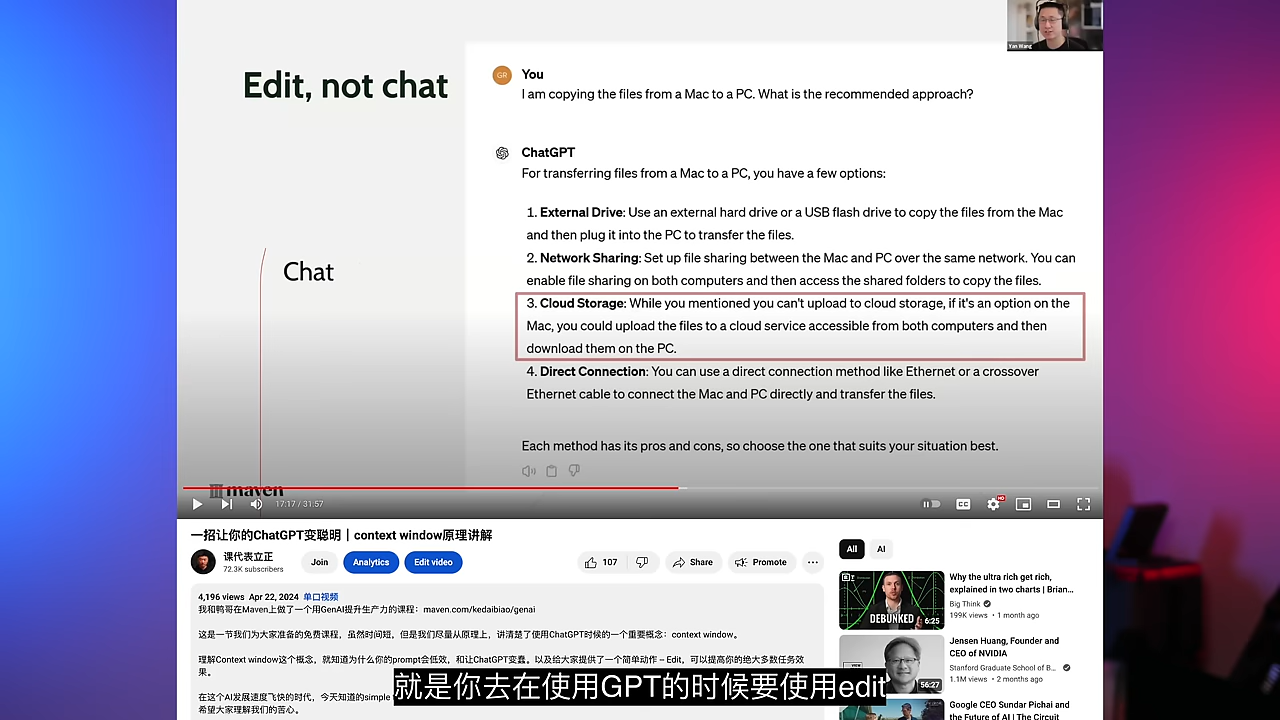 Yan Wang
Edit, not chat
GR
You
I am copying the files from a Mac to a PC. What is the recommended approach?
ChatGPT
For transferring files from a Mac to a PC, you have a few options:
1. External Drive: Use an external hard drive or a USB flash drive to copy the files from the Mac
and then plug it into the PC to transfer the files.
2. Network Sharing: Set up file sharing between the Mac and PC over the same network. You can
enable file sharing on both computers and then access the shared folders to copy the files.
Chat
3. Cloud Storage: While you mentioned you can't upload to cloud storage, if it's an option on the
Mac, you could upload the files to a cloud service accessible from both computers and then
download them on the PC.
4. Direct Connection: You can use a direct connection method like Ethernet or a crossover
Ethernet cable to connect the Mac and PC directly and transfer the files.
Each method has its pros and cons, so choose the one that suits your situation best.
maven
17:17 / 31:57
CC
HD
一招让你的ChatGPT变聪明｜context window原理讲解
课代表立正
72.3K subscribers
Join
Analytics
Edit video
107
Share
Promote
4,196 views Apr 22, 2024 单口视频
我和鸭哥在Maven上做了一个用GenAI提升生产力的课程：maven.com/kedaibiao/genai
这是一节我们为大家准备的免费课程，虽然时间短，但是我们尽量从原理上，讲清楚了使用ChatGPT时候的一个重要概念：context window。
理解Context window这个概念，就知道为什么你的prompt会低效，和让ChatGPT变蠢。以及给大家提供了一个简单动作 – Edit，可以提高你的绝大多数任务效
果。
在这个AI发展速度飞快的时代，今天知道的simple
希望大家理解我们的苦心。
All
AI
Why the ultra rich get rich,
explained in two charts | Brian...
Big Think
199K views • 1 month ago
DEBUNKED
6:25
Jensen Huang, Founder and
CEO of NVIDIA
Stanford Graduate School of B...
1.1M views • 2 months ago
56:27
Google CEO Sundar Pichai and
the Future of AI | The Circuit
就是你去在使用GPT的时候要使用edit